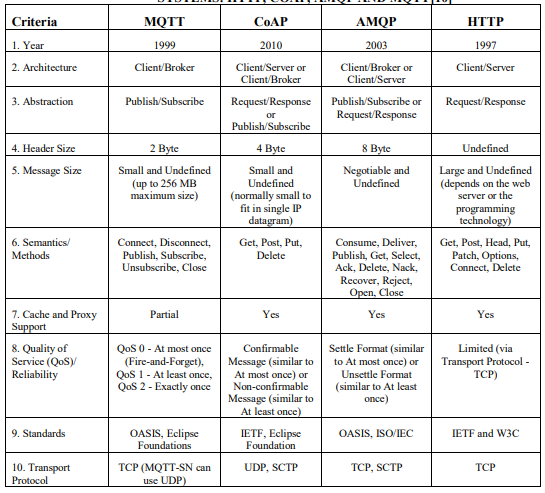 SYSTEMS: HTTP, COAP, AMQP AND MQTT[10]
Criteria MQTT CoAP AMQP HTTP
1. Year 1999 2010 2003 1997
2. Architecture Client/Broker Client/Server or Client/Broker or Client/Server
Client/Broker Client/Server
3. Abstraction Publish/Subscribe Request/Response Publish/Subscribe or Request/Response
or Request/Response
Publish/Subscribe
4. Header Size 2 Byte 4 Byte 8 Byte Undefined
5. Message Size Small and Undefined Small and Negotiable and Large and Undefined
(up to 256 MB Undefined Undefined (depends on the web
maximum size) (normally small to server or the
fit in single IP programming
datagram) technology)
6. Semantics/ Connect, Disconnect, Get, Post, Put, Consume, Deliver, Get, Post, Head, Put,
Methods Publish, Subscribe, Delete Publish, Get, Select, Patch, Options,
Unsubscribe, Close Ack, Delete, Nack, Connect, Delete
Recover, Reject,
Open, Close
7. Cache and Proxy Partial Yes Yes Yes
Support
8. Quality of QoS 0 - At most once Confirmable Settle Format (similar Limited (via
Service (QoS)/ (Fire-and-Forget), Message (similar to to At most once) or Transport Protocol -
Reliability QoS 1 - At least once, At most once) or Unsettle Format TCP)
QoS 2 - Exactly once Non-confirmable (similar to At least
Message (similar to once)
At least once)
9. Standards OASIS, Eclipse IETF, Eclipse OASIS, ISO/IEC IETF and W3C
Foundations Foundation
10. Transport TCP (MQTT-SN can UDP, SCTP TCP, SCTP TCP
Protocol use UDP)